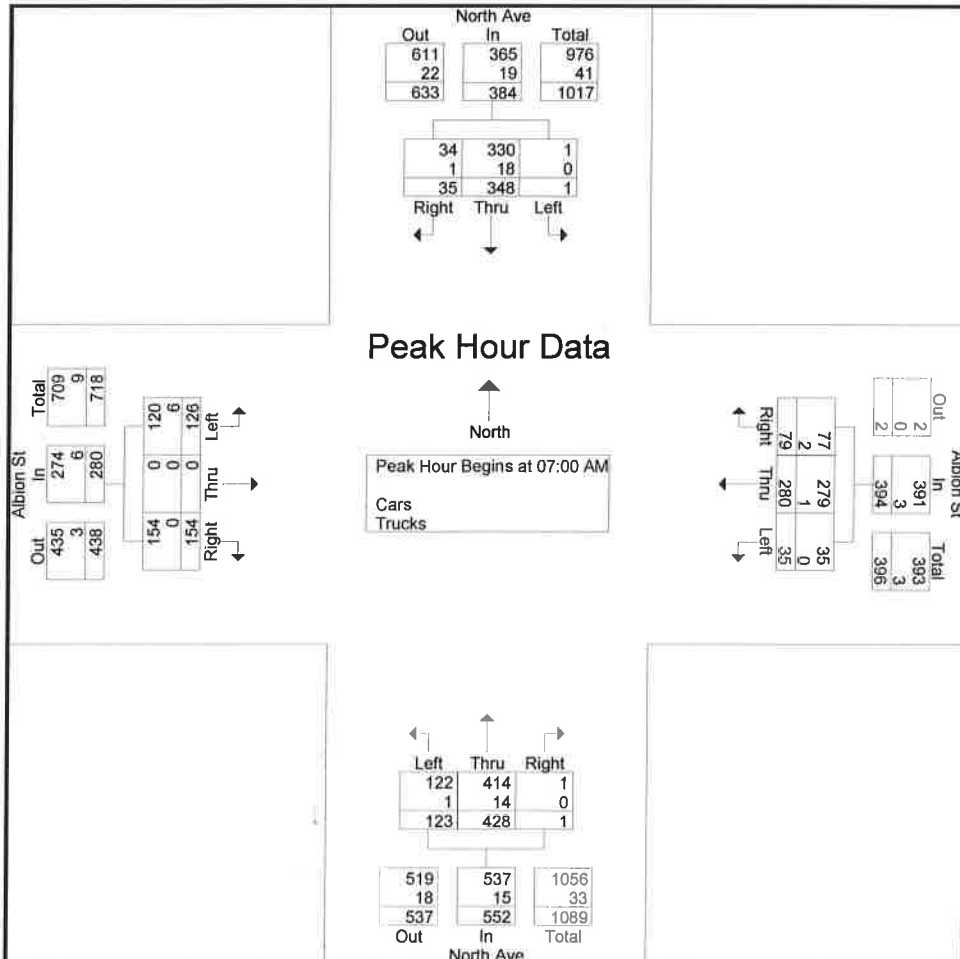 North Ave
Out In Total
611 365 976
22 19 41
633 384 1017
34 330 1
1 18 0
35 348 1
Right Thru Left
Peak Hour Data
North
Peak Hour Begins at 07:00 AM
Cars
Trucks
Albion St
Total
709
9
718
In
274
6
280
Out
435
3
438
Left
120
6
126
Thru
0
0
0
Right
154
0
154
Right
77
2
79
Thru
279
1
280
Left
35
0
35
Albion St
Out
2
0
2
In
391
3
394
Total
393
3
396
Left Thru Right
122 414 1
1 14 0
123 428 1
519 537 1056
18 15 33
537 552 1089
Out In Total
North Ave